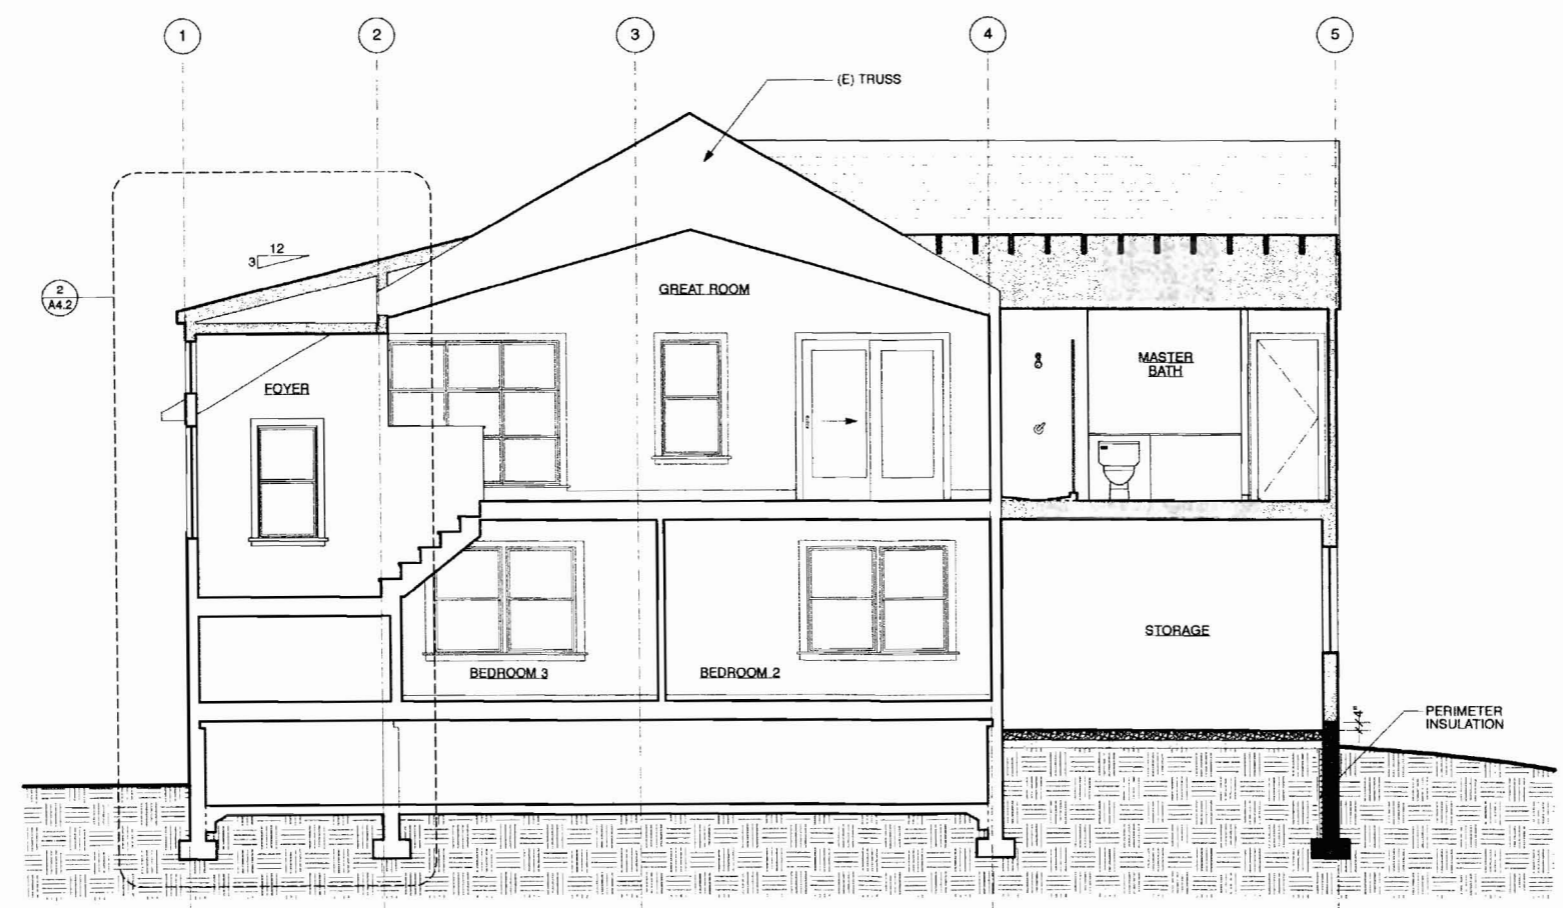 1
2
3
4
5
(E) TRUSS
12
3
2
A4.2
GREAT ROOM
FOYER
MASTER
BATH
STORAGE
BEDROOM 3
BEDROOM 2
4"
PERIMETER
INSULATION